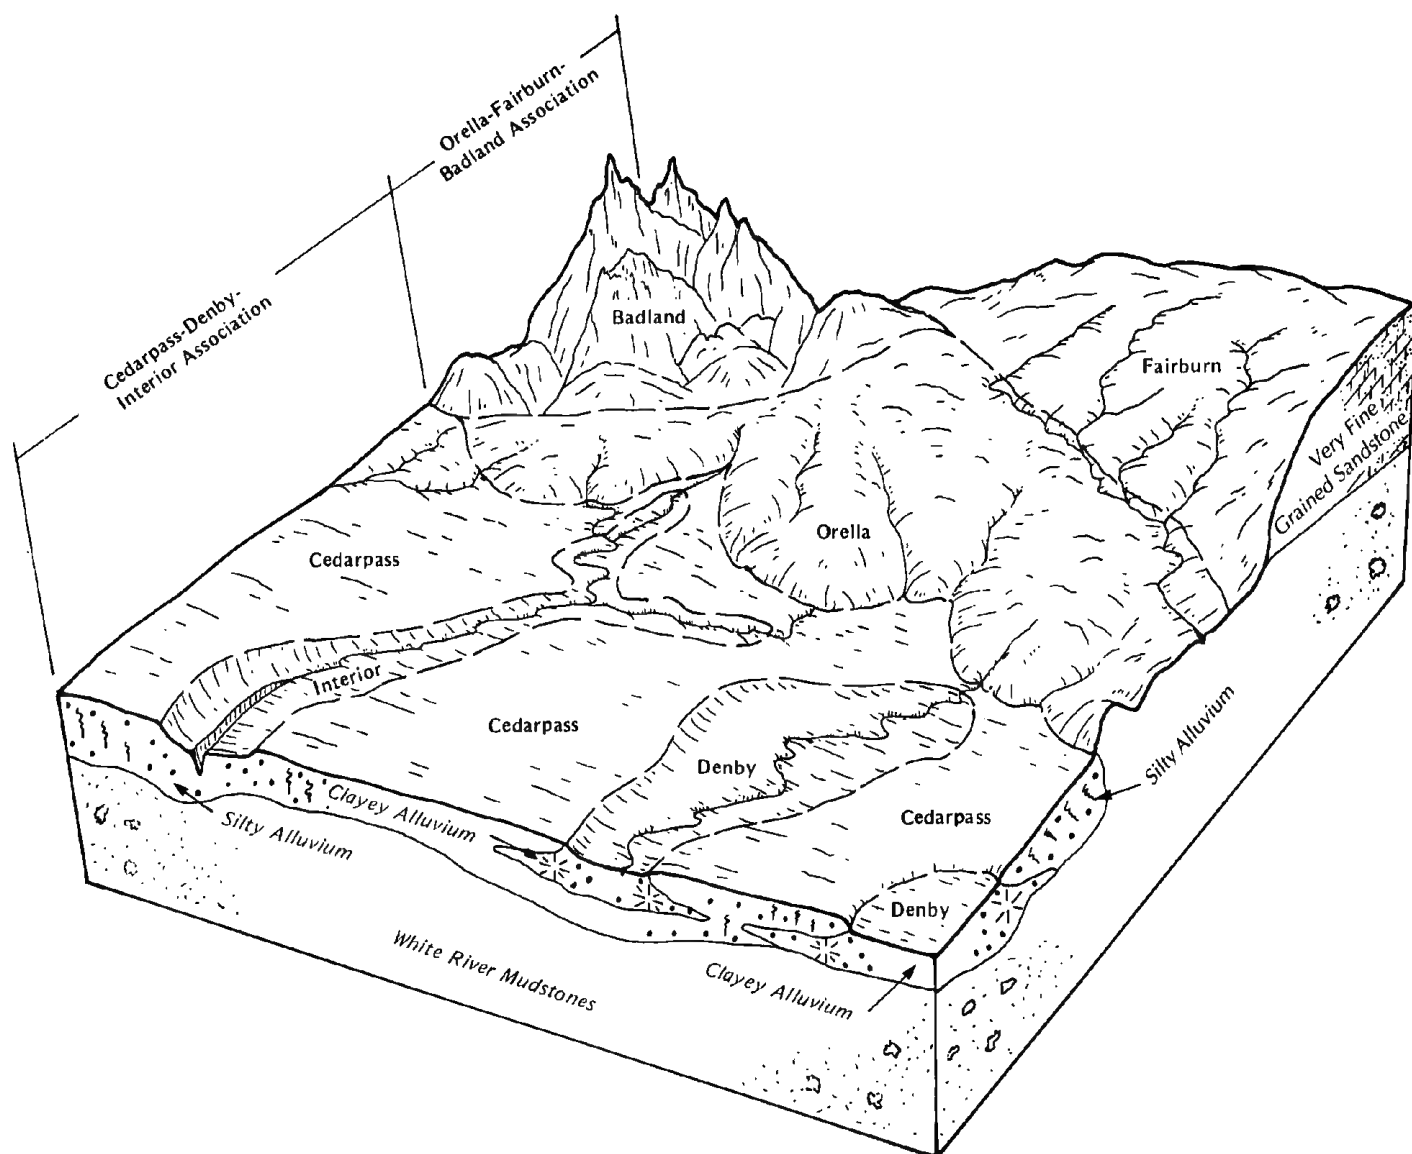 Orella-Fairburn-
Badland Association
Cedarpass-Denby-
Interior Association
Badland
Fairburn
Very Fine
Grained Sandstone
Orella
Cedarpass
Interior
Cedarpass
Denby
Silty Alluvium
Cedarpass
Clayey Alluvium
Silty Alluvium
Denby
White River Mudstones
Clayey Alluvium